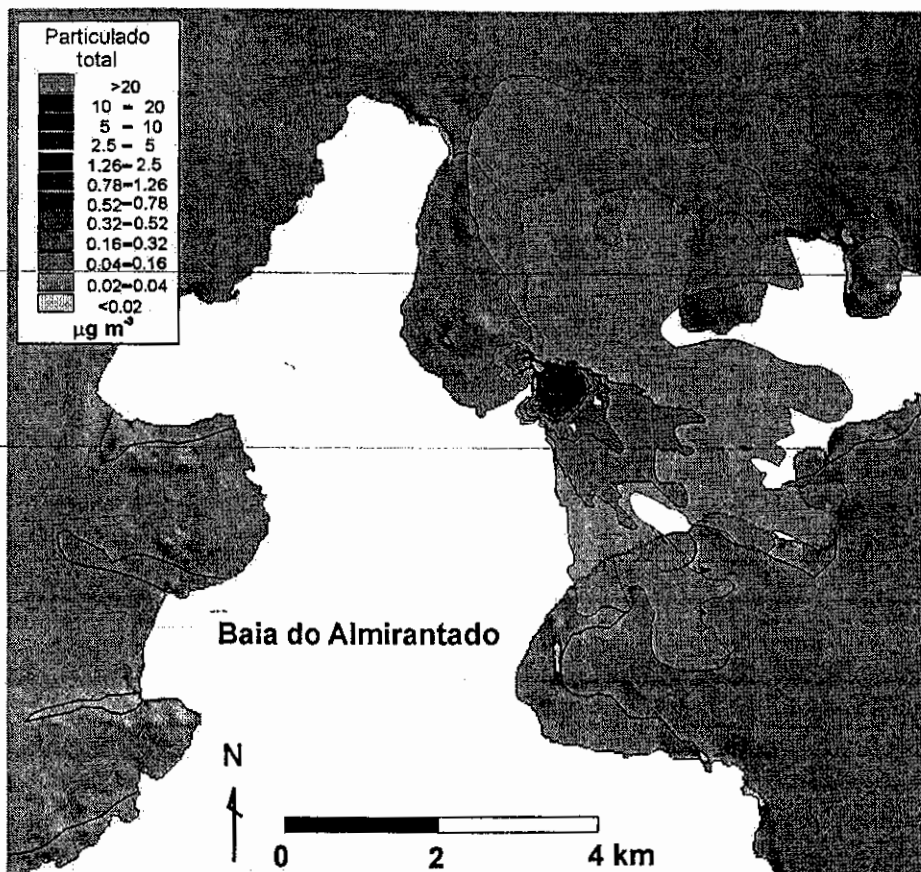 Particulado
total
>20
10 - 20
5 - 10
2.5 - 5
1.26-2.5
0.78-1.26
0.52-0.78
0.32-0.52
0.16-0.32
0.04-0.16
0.02-0.04
<0.02
μg m⁻³
Baia do Almirantado
N
0 2 4 km